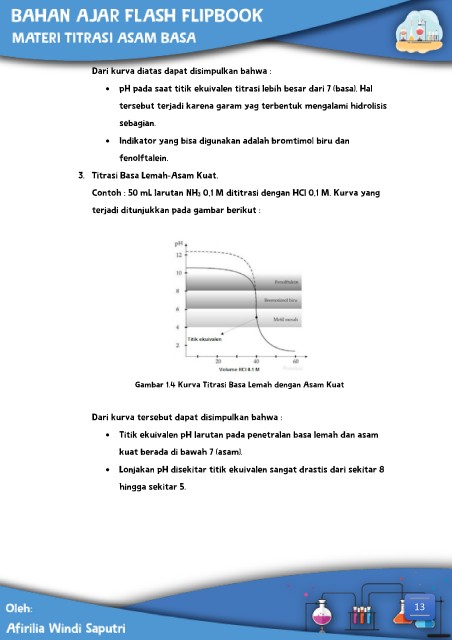 BAHAN AJAR FLASH FLIPBOOK
MATERI TITRASI ASAM BASA
Dari kurva diatas dapat disimpulkan bahwa :
• pH pada saat titik ekuivalen titrasi lebih besar dari 7 (basa). Hal
tersebut terjadi karena garam yag terbentuk mengalami hidrolisis
sebagian.
• Indikator yang bisa digunakan adalah bromtimol biru dan
fenolftalein.
3. Titrasi Basa Lemah-Asam Kuat.
Contoh : 50 mL larutan NH₃ 0,1 M dititrasi dengan HCl 0,1 M. Kurva yang
terjadi ditunjukkan pada gambar berikut :
pH
12
10
Fenolftalein
8
Bromtimol biru
6
Metil merah
4
Titik ekuivalen
2
20 40 60
Volume HCl 0.1 M
Gambar 1.4 Kurva Titrasi Basa Lemah dengan Asam Kuat
Dari kurva tersebut dapat disimpulkan bahwa :
• Titik ekuivalen pH larutan pada penetralan basa lemah dan asam
kuat berada di bawah 7 (asam).
• Lonjakan pH disekitar titik ekuivalen sangat drastis dari sekitar 8
hingga sekitar 5.
13
Oleh:
Afirilia Windi Saputri